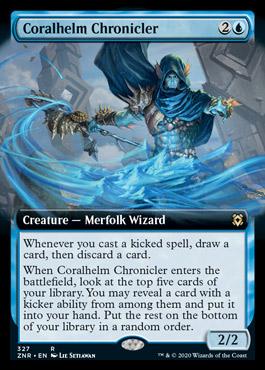 Coralhelm Chronicler 2
Creature — Merfolk Wizard
Whenever you cast a kicked spell, draw a
card, then discard a card.
When Coralhelm Chronicler enters the
battlefield, look at the top five cards of
your library. You may reveal a card with a
kicker ability from among them and put it
into your hand. Put the rest on the bottom
of your library in a random order.
2/2
327 R
ZNR • EN Lie Setiawan
™ & © 2020 Wizards of the Coast